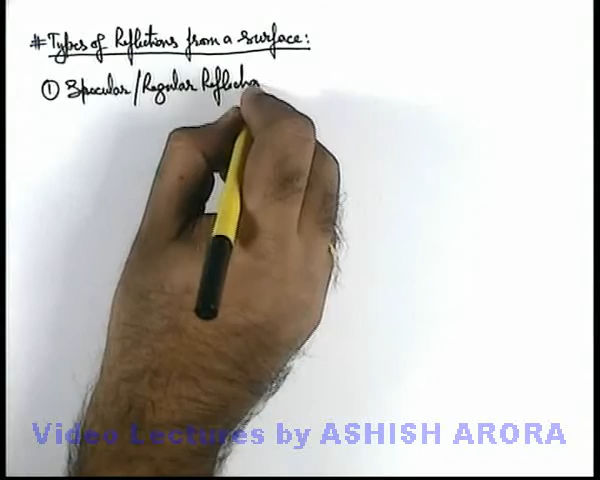 # Types of Reflections from a surface:
① Specular/Regular Reflection
Video Lectures by ASHISH ARORA